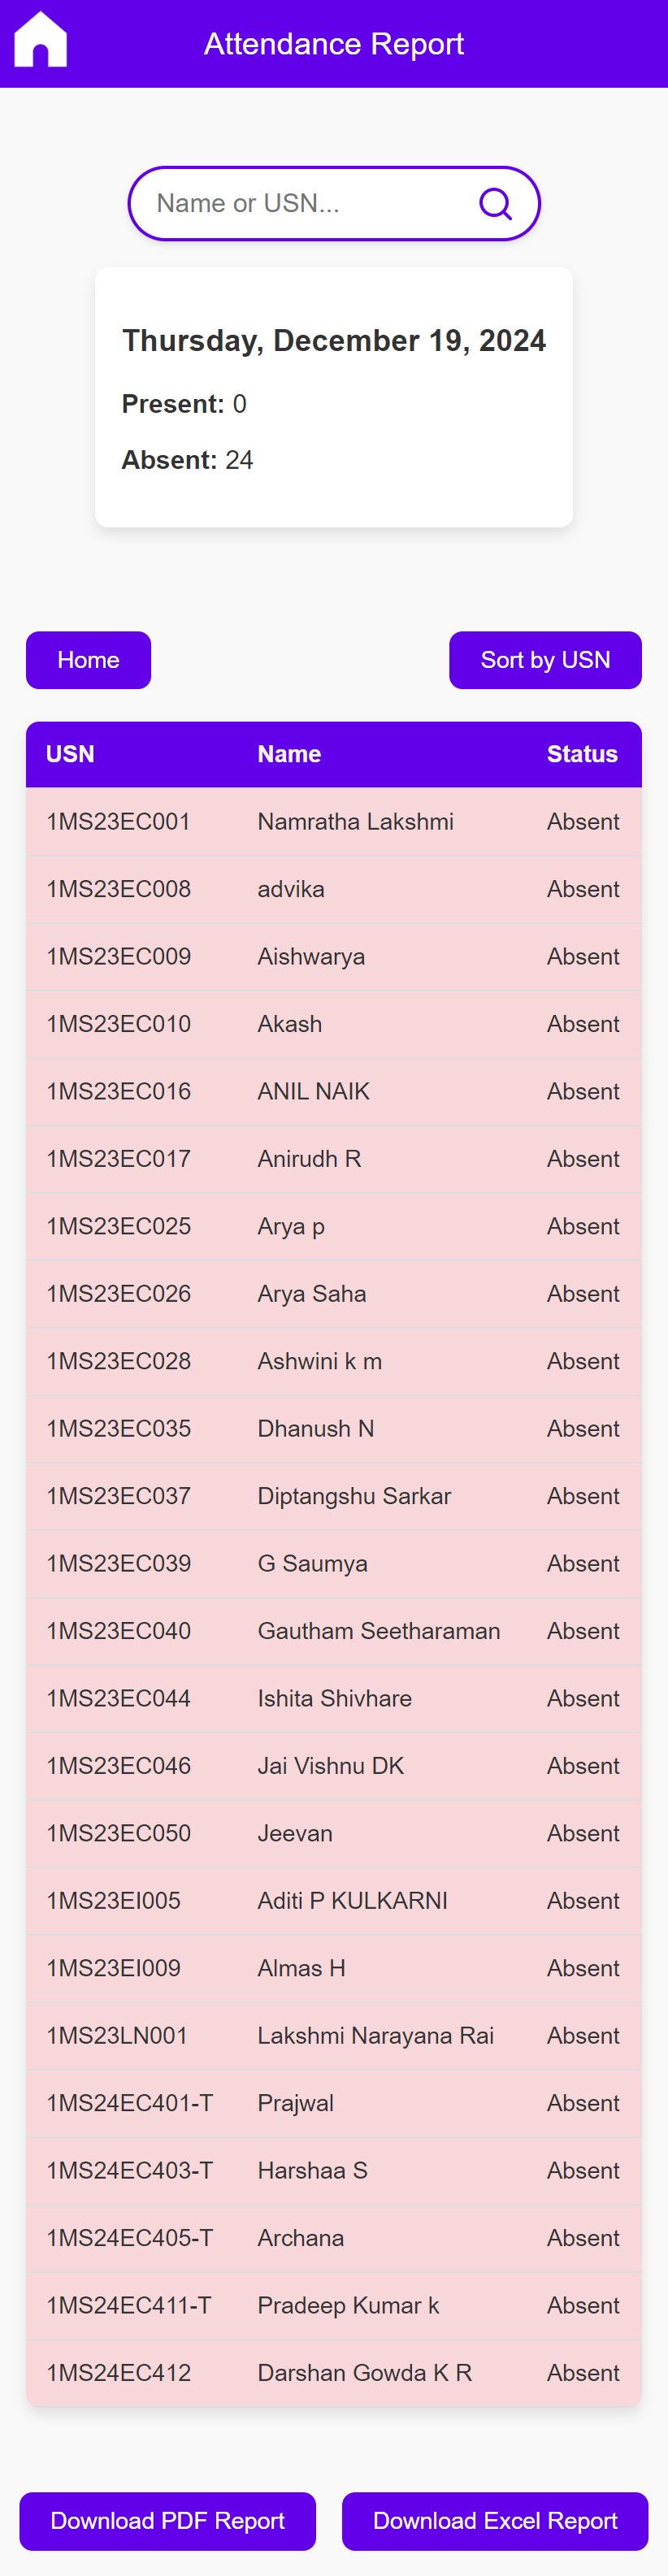 Attendance Report
Name or USN...
Thursday, December 19, 2024
Present: 0
Absent: 24
Home Sort by USN
USN Name Status
1MS23EC001 Namratha Lakshmi Absent
1MS23EC008 advika Absent
1MS23EC009 Aishwarya Absent
1MS23EC010 Akash Absent
1MS23EC016 ANIL NAIK Absent
1MS23EC017 Anirudh R Absent
1MS23EC025 Arya p Absent
1MS23EC026 Arya Saha Absent
1MS23EC028 Ashwini k m Absent
1MS23EC035 Dhanush N Absent
1MS23EC037 Diptangshu Sarkar Absent
1MS23EC039 G Saumya Absent
1MS23EC040 Gautham Seetharaman Absent
1MS23EC044 Ishita Shivhare Absent
1MS23EC046 Jai Vishnu DK Absent
1MS23EC050 Jeevan Absent
1MS23EI005 Aditi P KULKARNI Absent
1MS23EI009 Almas H Absent
1MS23LN001 Lakshmi Narayana Rai Absent
1MS24EC401-T Prajwal Absent
1MS24EC403-T Harshaa S Absent
1MS24EC405-T Archana Absent
1MS24EC411-T Pradeep Kumar k Absent
1MS24EC412 Darshan Gowda K R Absent
Download PDF Report Download Excel Report